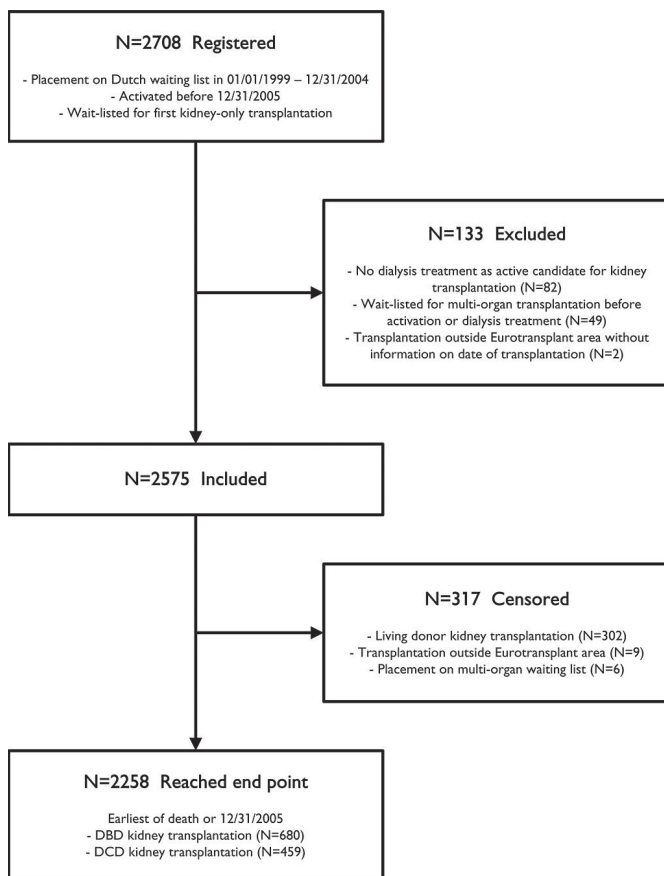 N=2708 Registered
- Placement on Dutch waiting list in 01/01/1999 – 12/31/2004
- Activated before 12/31/2005
- Wait-listed for first kidney-only transplantation
N=133 Excluded
- No dialysis treatment as active candidate for kidney
transplantation (N=82)
- Wait-listed for multi-organ transplantation before
activation or dialysis treatment (N=49)
- Transplantation outside Eurotransplant area without
information on date of transplantation (N=2)
N=2575 Included
N=317 Censored
- Living donor kidney transplantation (N=302)
- Transplantation outside Eurotransplant area (N=9)
- Placement on multi-organ waiting list (N=6)
N=2258 Reached end point
Earliest of death or 12/31/2005
- DBD kidney transplantation (N=680)
- DCD kidney transplantation (N=459)